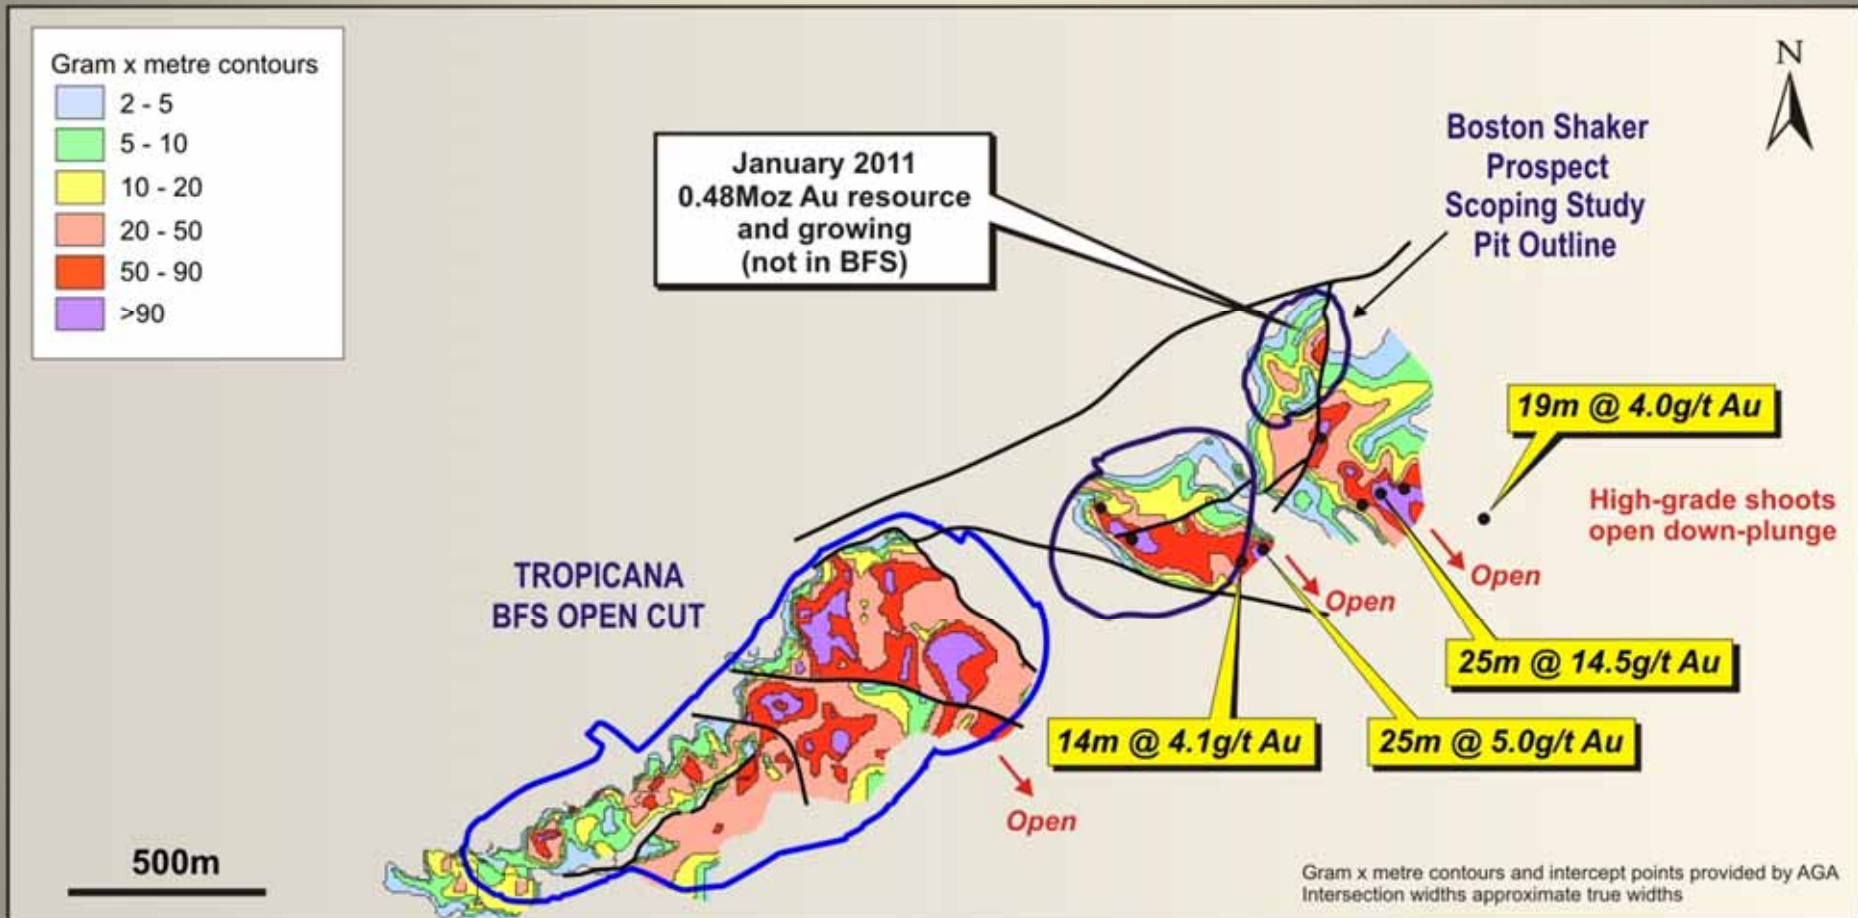 Gram x metre contours
2 - 5
5 - 10
10 - 20
20 - 50
50 - 90
>90
January 2011
0.48Moz Au resource
and growing
(not in BFS)
Boston Shaker
Prospect
Scoping Study
Pit Outline
N
19m @ 4.0g/t Au
High-grade shoots
open down-plunge
Open
Open
TROPICANA
BFS OPEN CUT
25m @ 14.5g/t Au
14m @ 4.1g/t Au
25m @ 5.0g/t Au
Open
500m
Gram x metre contours and intercept points provided by AGA
Intersection widths approximate true widths